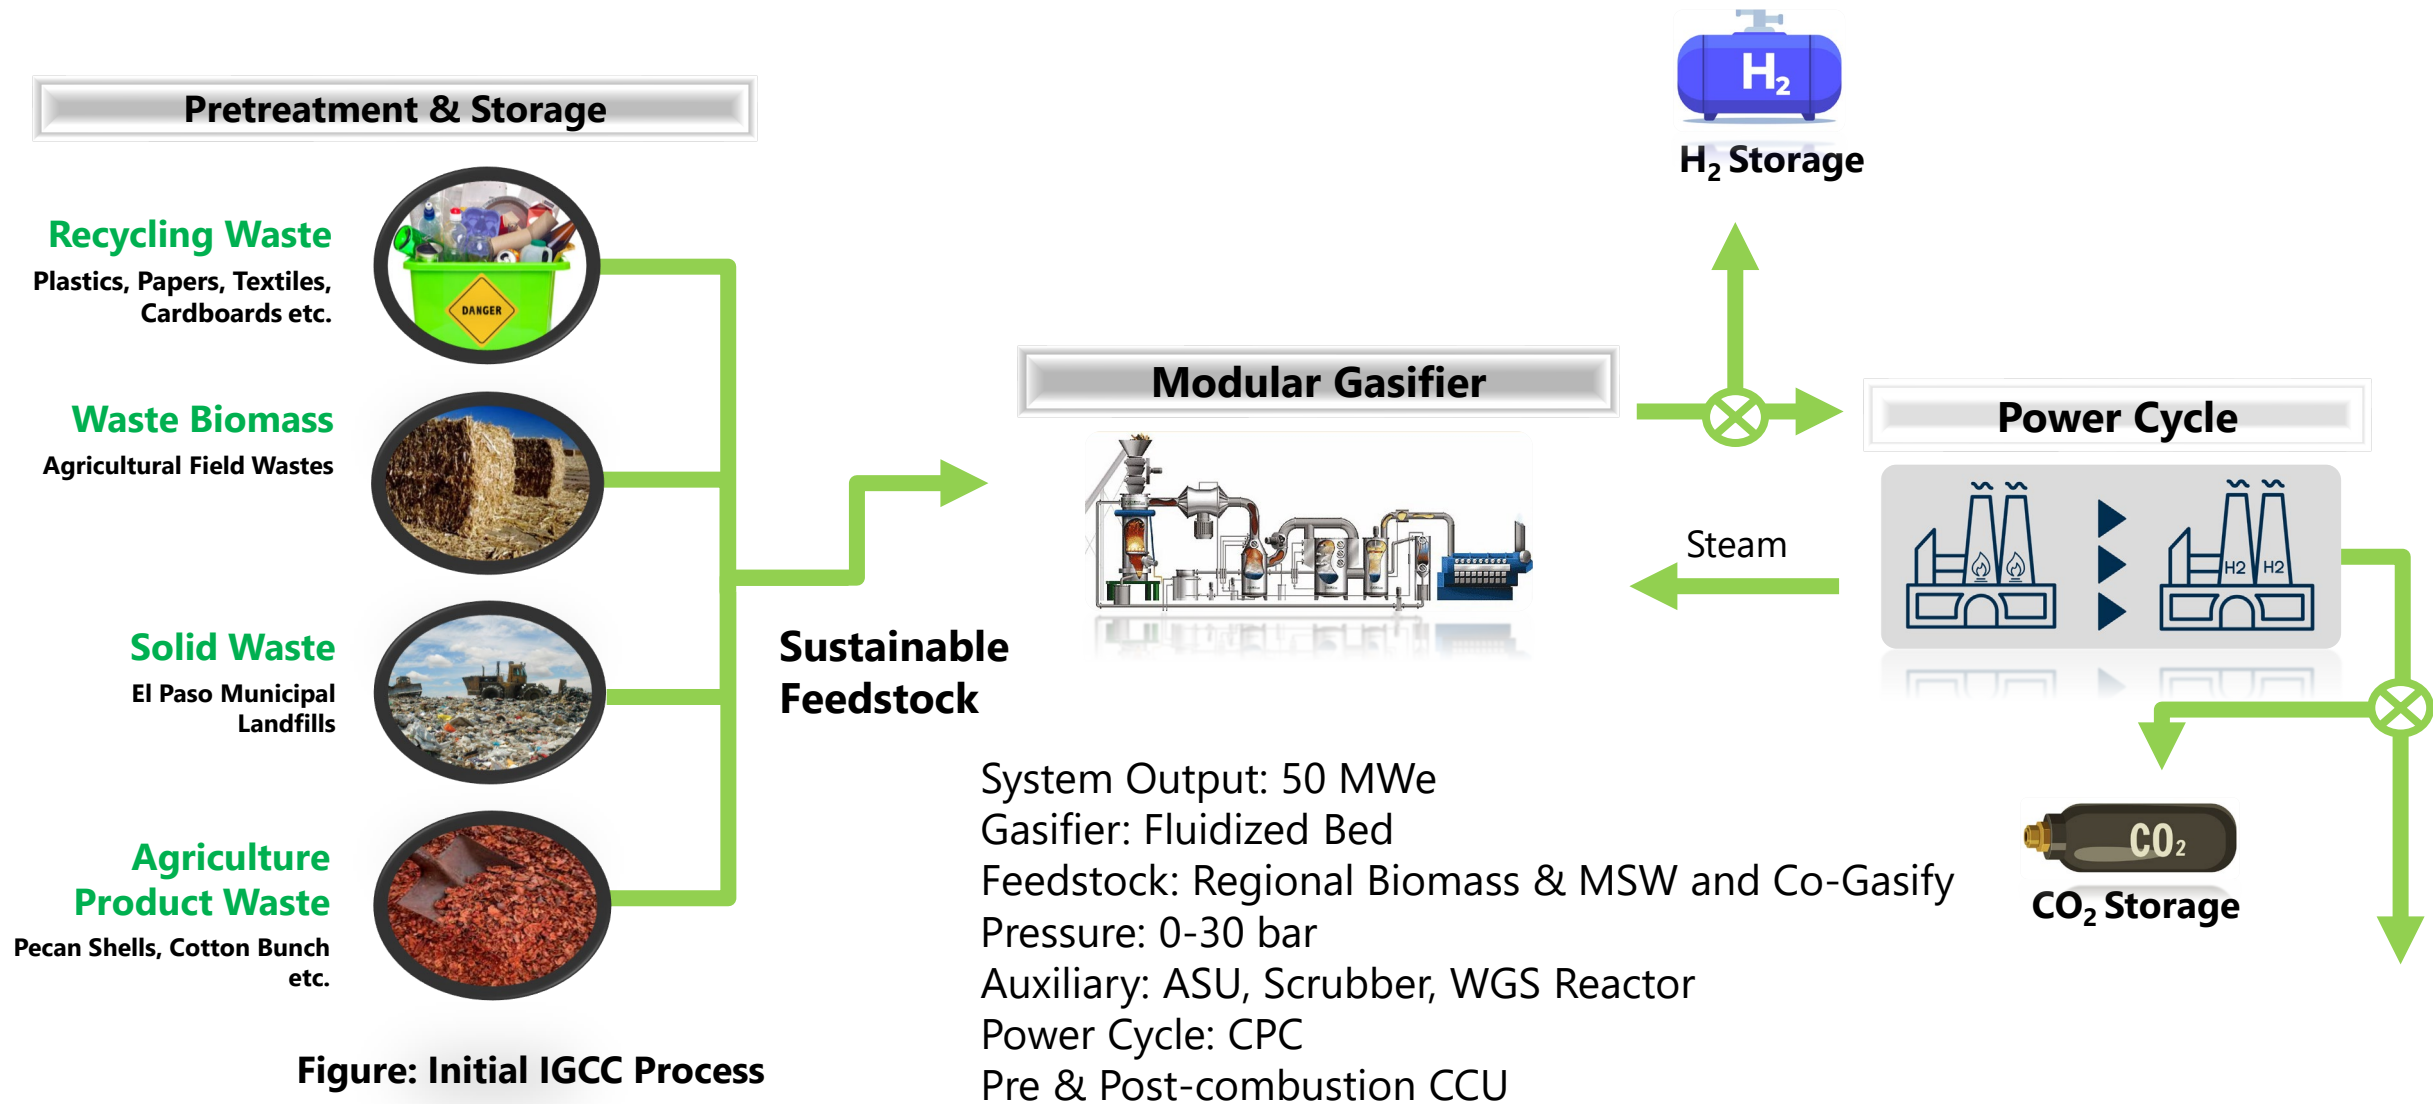 Pretreatment & Storage
Recycling Waste
Plastics, Papers, Textiles,
Cardboards etc.
DANGER
Waste Biomass
Agricultural Field Wastes
Solid Waste
El Paso Municipal
Landfills
Agriculture
Product Waste
Pecan Shells, Cotton Bunch
etc.
Figure: Initial IGCC Process
Sustainable
Feedstock
Modular Gasifier
H₂
H₂ Storage
Power Cycle
Steam
H2 H2
CO₂
CO₂ Storage
System Output: 50 MWe
Gasifier: Fluidized Bed
Feedstock: Regional Biomass & MSW and Co-Gasify
Pressure: 0-30 bar
Auxiliary: ASU, Scrubber, WGS Reactor
Power Cycle: CPC
Pre & Post-combustion CCU